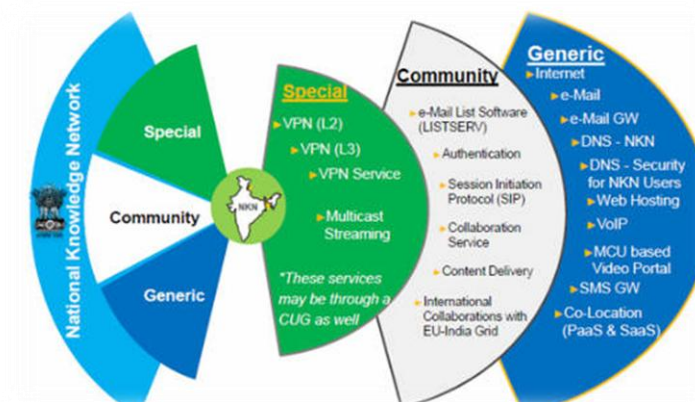 National Knowledge Network
Special
Community
Generic
NKN
Special
VPN (L2)
VPN (L3)
VPN Service
Multicast
Streaming
*These services
may be through a
CUG as well
Community
e-Mail List Software
(LISTSERV)
Authentication
Session Initiation
Protocol (SIP)
Collaboration
Service
Content Delivery
International
Collaborations with
EU-India Grid
Generic
Internet
e-Mail
e-Mail GW
DNS - NKN
DNS - Security
for NKN Users
Web Hosting
VoIP
MCU based
Video Portal
SMS GW
Co-Location
(PaaS & SaaS)